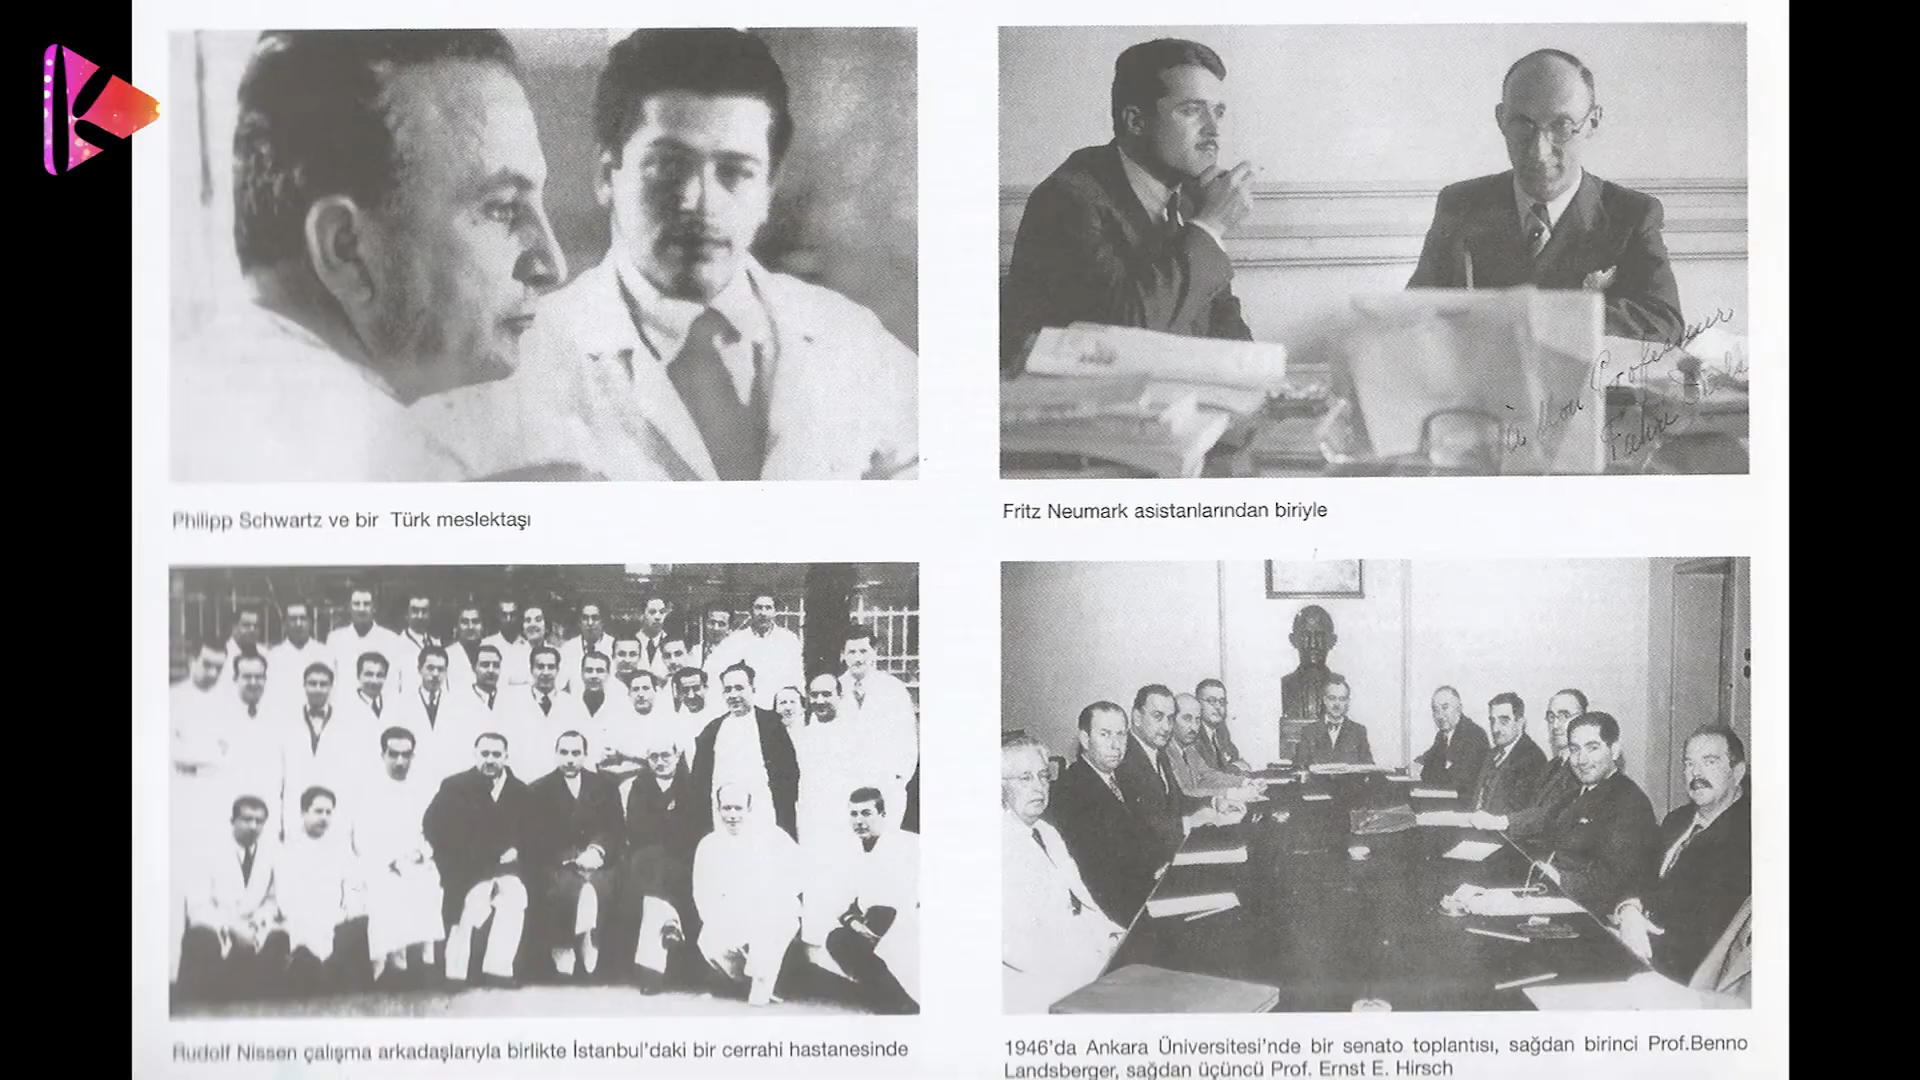 à Mon Professeur
Philipp Schwartz ve bir Türk meslektaşı
Fritz Neumark asistanlarından biriyle
Rudolf Nissen çalışma arkadaşlarıyla birlikte İstanbul'daki bir cerrahi hastanesinde
1946'da Ankara Üniversitesi'nde bir senato toplantısı, sağdan birinci Prof.Benno
Landsberger, sağdan üçüncü Prof. Ernst E. Hirsch